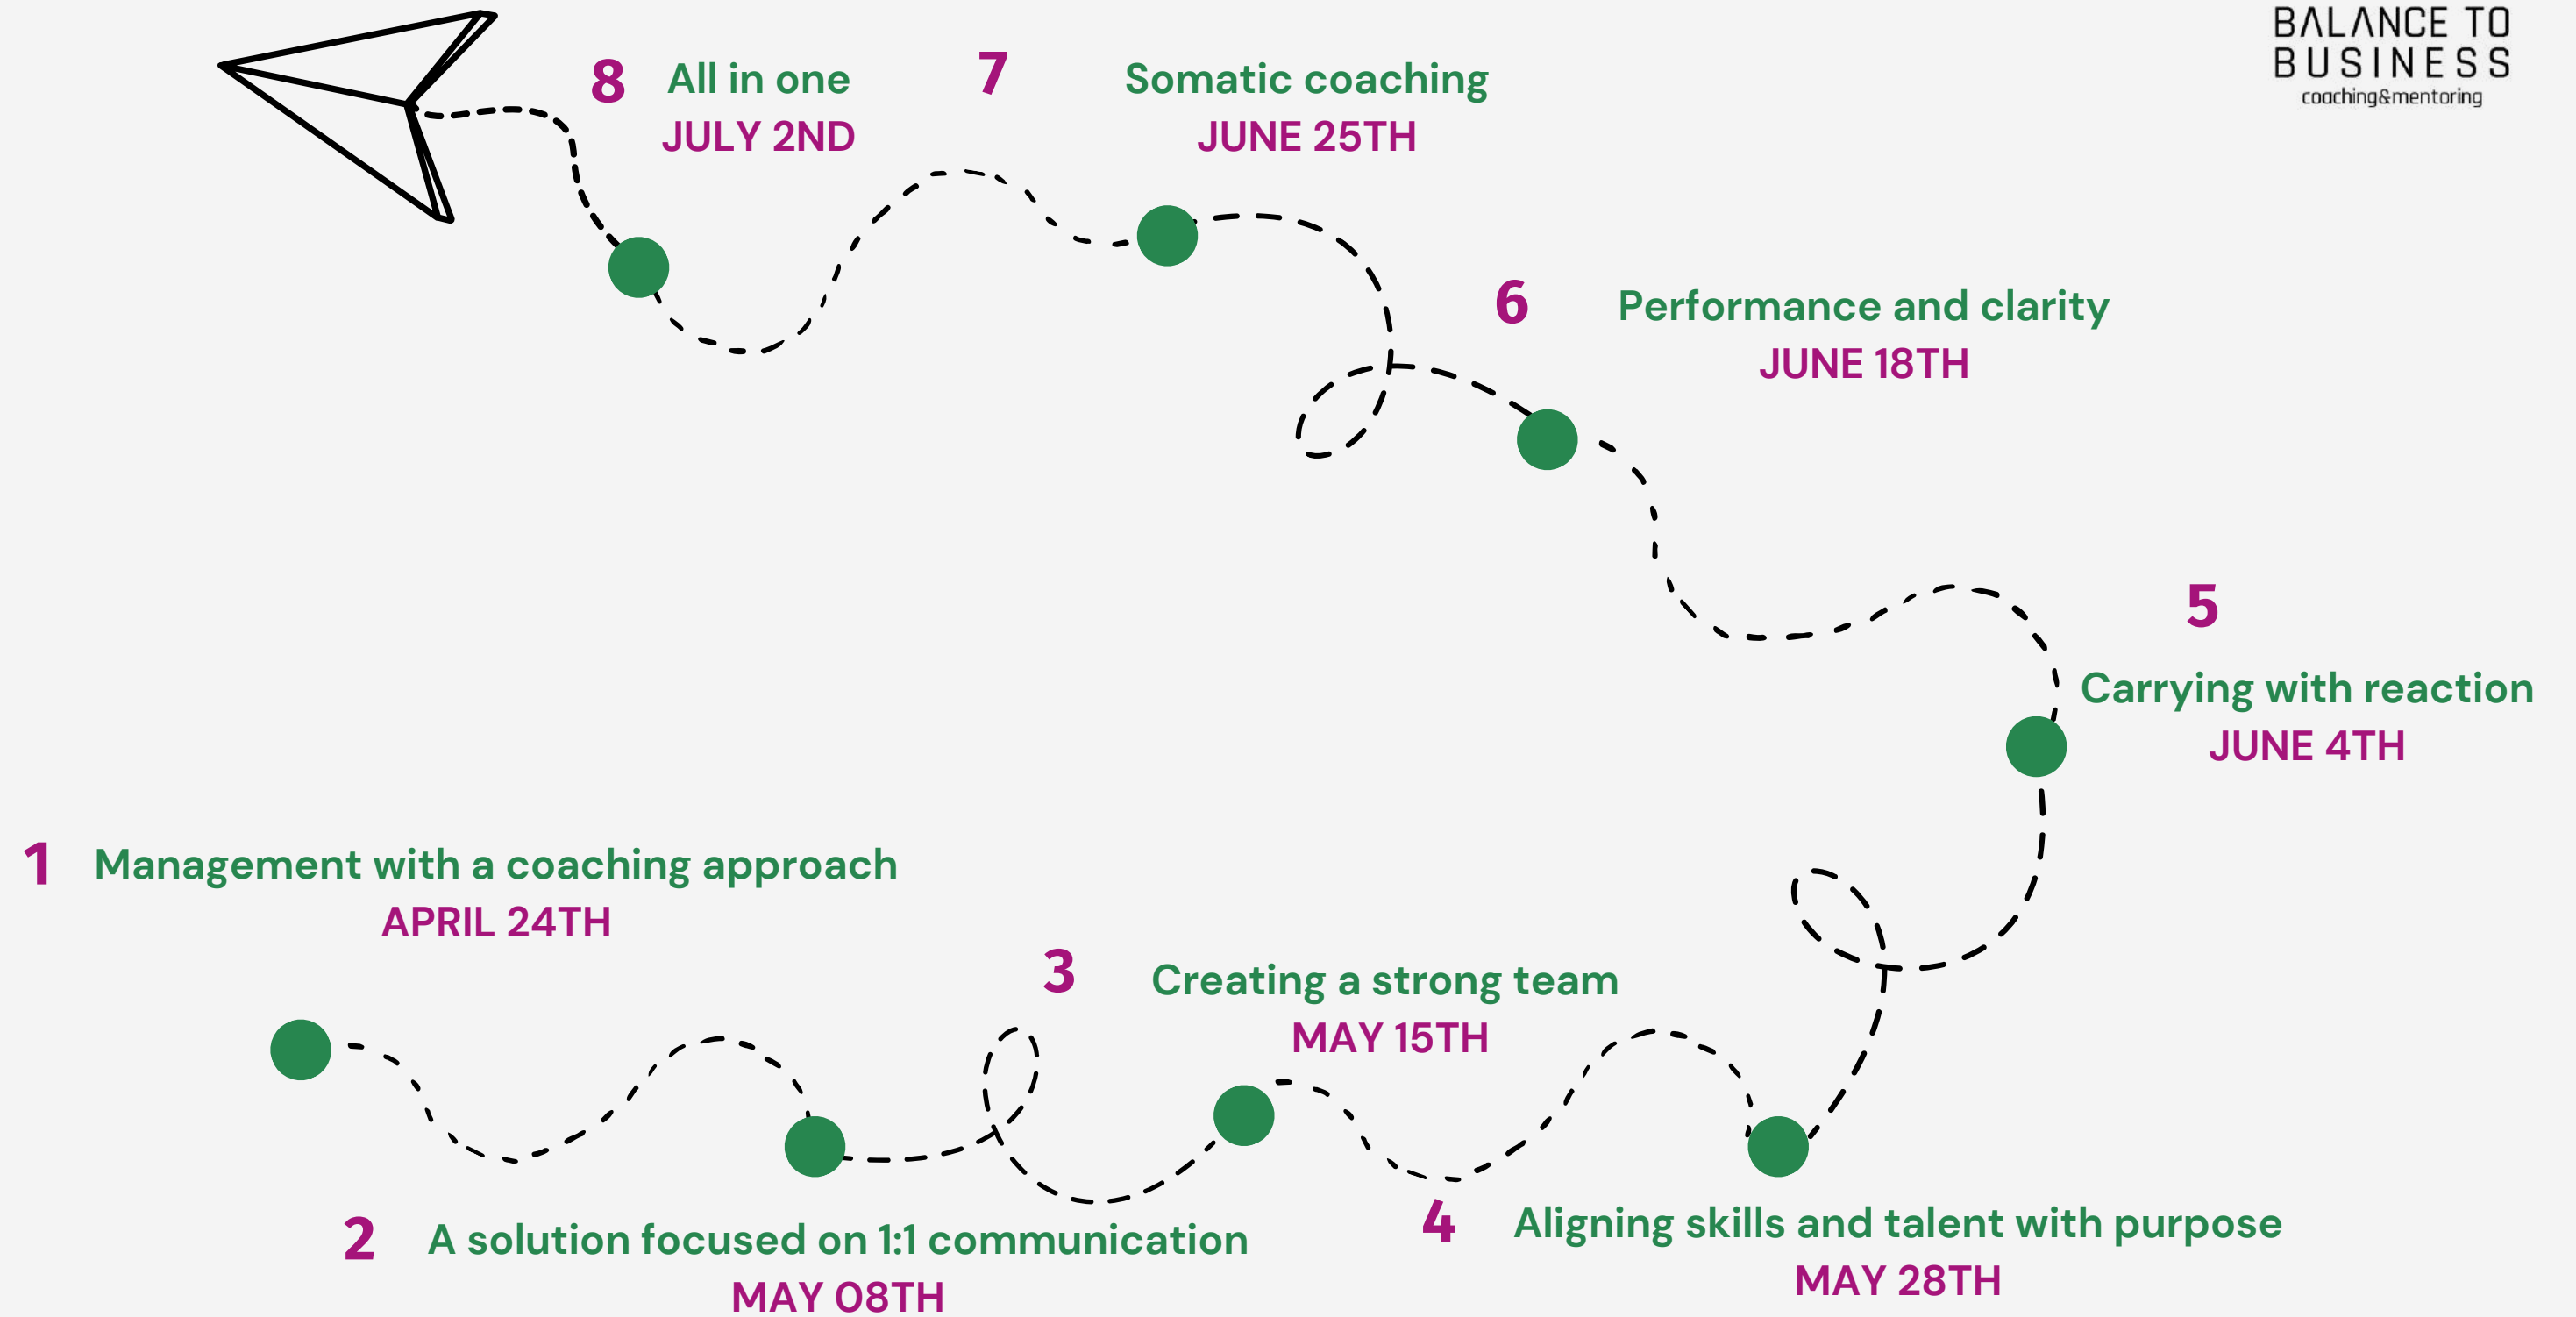 BALANCE TO
BUSINESS
coaching&mentoring
8 All in one
JULY 2ND
7 Somatic coaching
JUNE 25TH
6 Performance and clarity
JUNE 18TH
5
Carrying with reaction
JUNE 4TH
1 Management with a coaching approach
APRIL 24TH
3 Creating a strong team
MAY 15TH
2 A solution focused on 1:1 communication
MAY 08TH
4 Aligning skills and talent with purpose
MAY 28TH